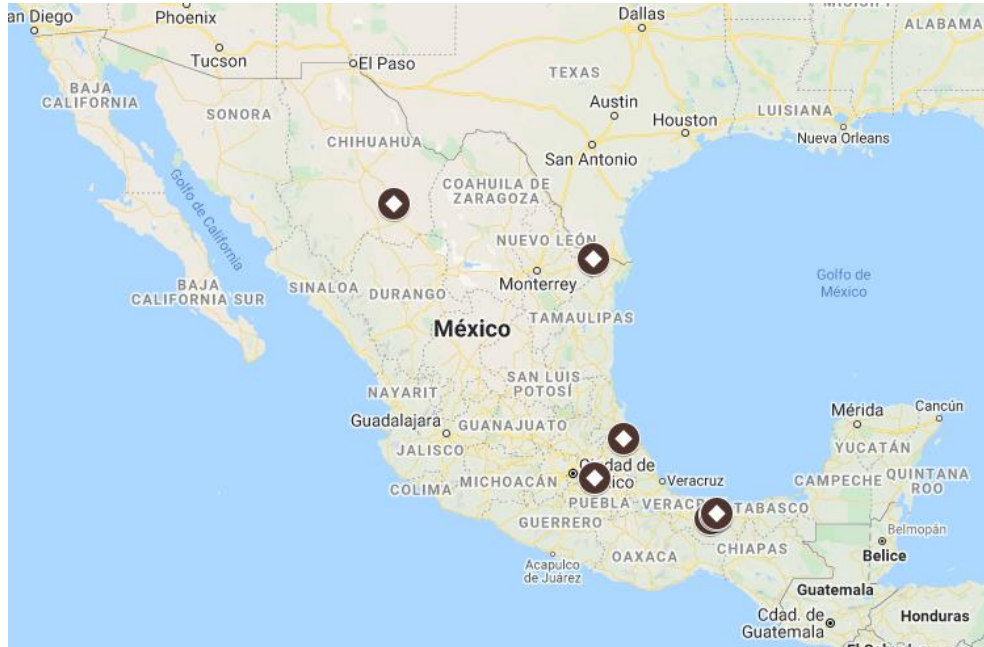 MISSISSIPPI
an Diego
Phoenix
Dallas
ALABAMA
Tucson
El Paso
TEXAS
BAJA
CALIFORNIA
SONORA
Austin
LUISIANA
Houston
CHIHUAHUA
Nueva Orleans
San Antonio
COAHUILA DE
ZARAGOZA
Golfo de California
NUEVO LEÓN
Golfo de
México
BAJA
CALIFORNIA SUR
SINALOA
DURANGO
Monterrey
México
TAMAULIPAS
SAN LUIS
POTOSÍ
NAYARIT
Mérida
Cancún
Guadalajara
GUANAJUATO
JALISCO
YUCATÁN
Ciudad de
xico
COLIMA
MICHOACÁN
Veracruz
CAMPECHE
QUINTANA
ROO
PUEBLA
VERACR
TABASCO
GUERRERO
Belmopán
OAXACA
CHIAPAS
Belice
Acapulco
de Juárez
Guatemala
Cdad. de
Guatemala
Honduras